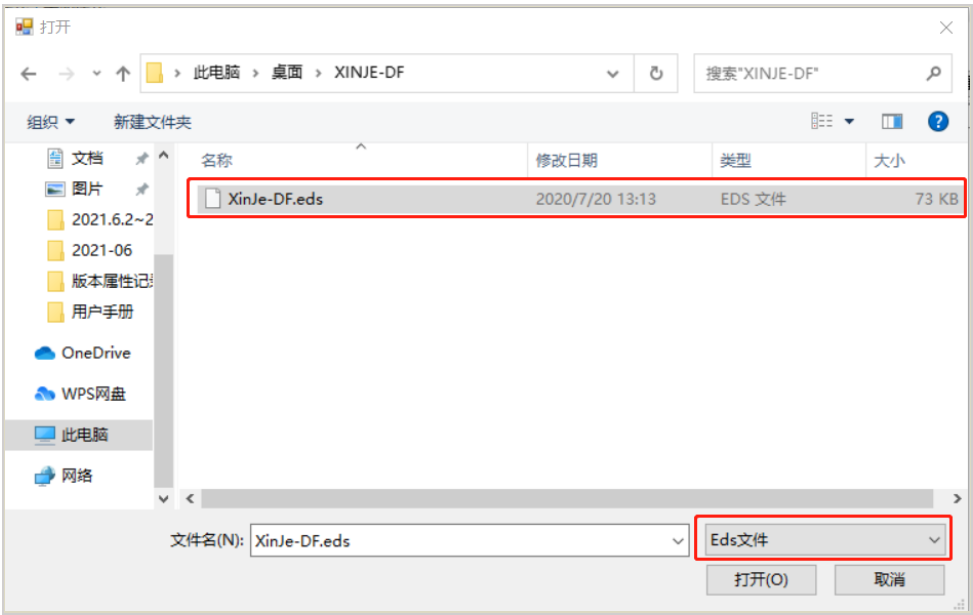 打开
此电脑 › 桌面 › XINJE-DF
搜索"XINJE-DF"
组织
新建文件夹
文档
图片
2021.6.2~2
2021-06
版本属性记
用户手册
OneDrive
WPS网盘
此电脑
网络
名称 修改日期 类型 大小
XinJe-DF.eds 2020/7/20 13:13 EDS 文件 73 KB
文件名(N): XinJe-DF.eds Eds文件
打开(O) 取消